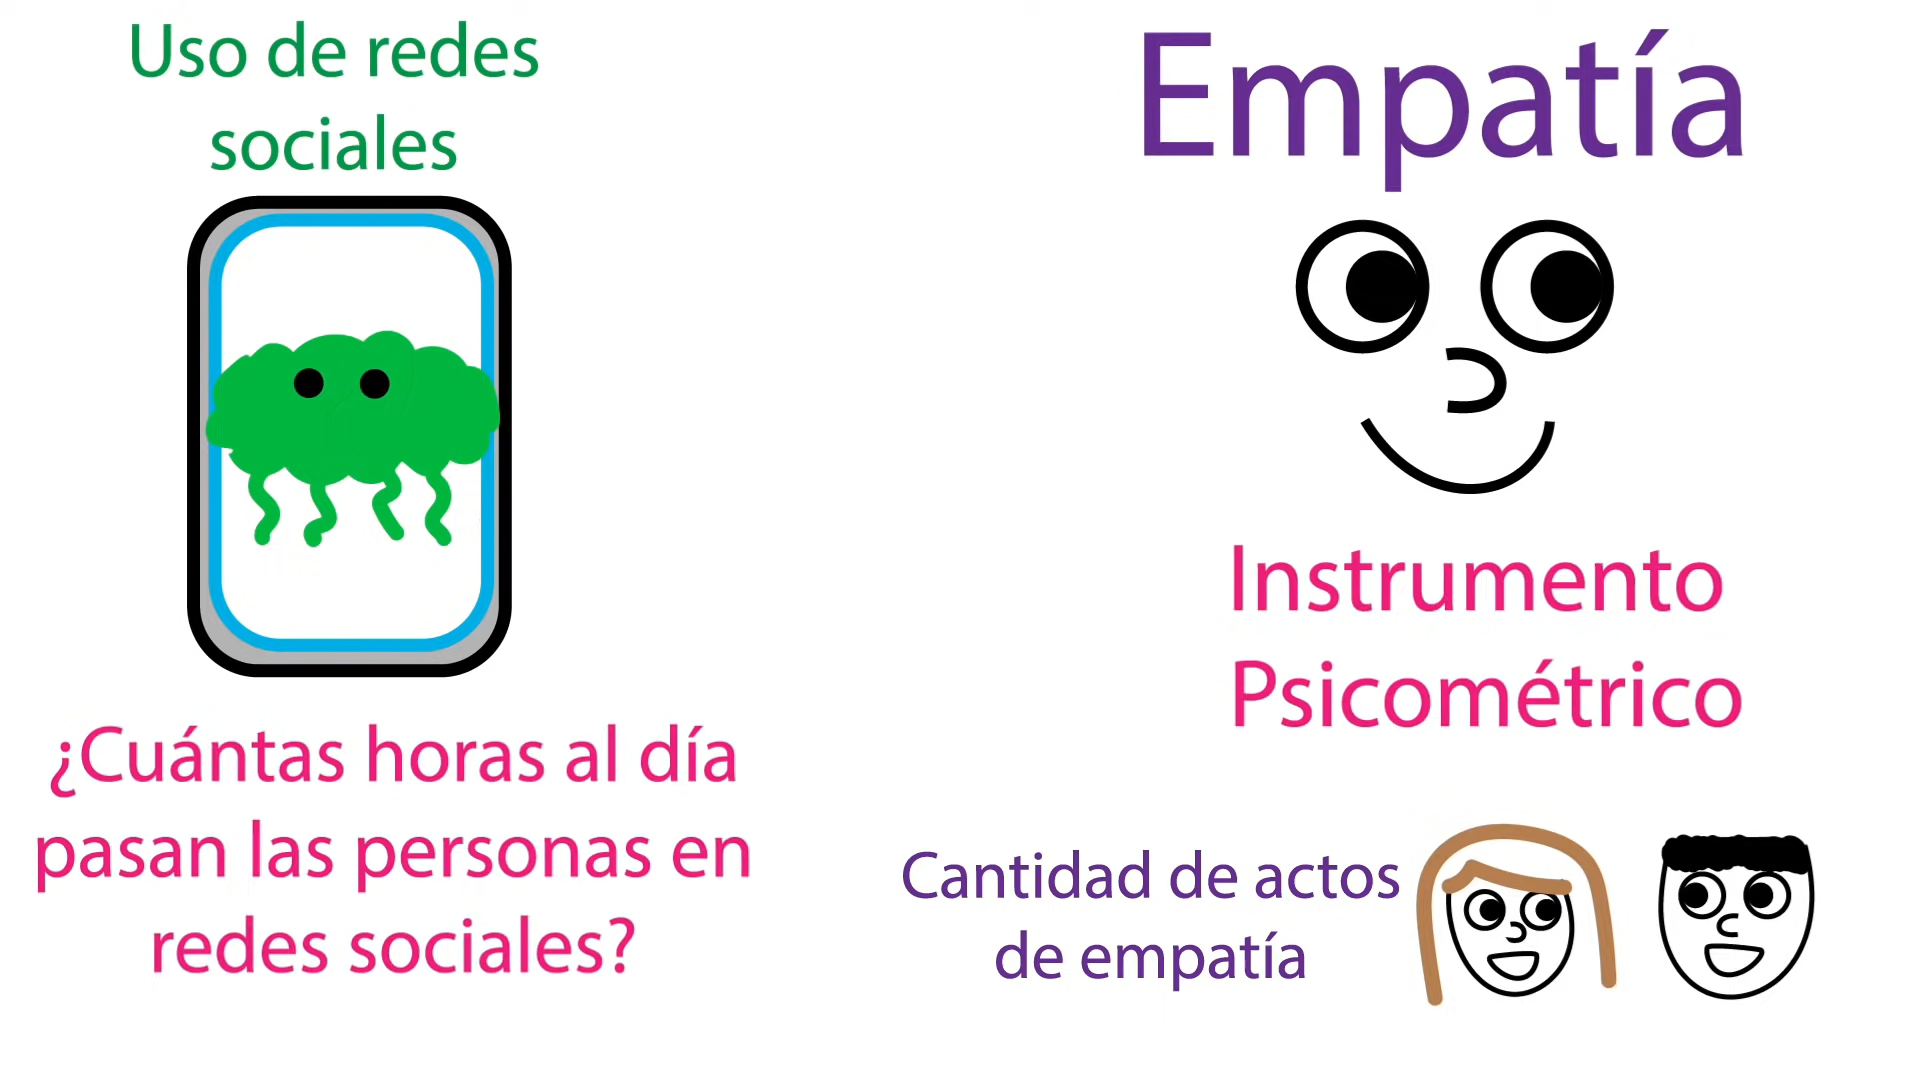 Uso de redes
sociales
¿Cuántas horas al día
pasan las personas en
redes sociales?
Empatía
Instrumento
Psicométrico
Cantidad de actos
de empatía